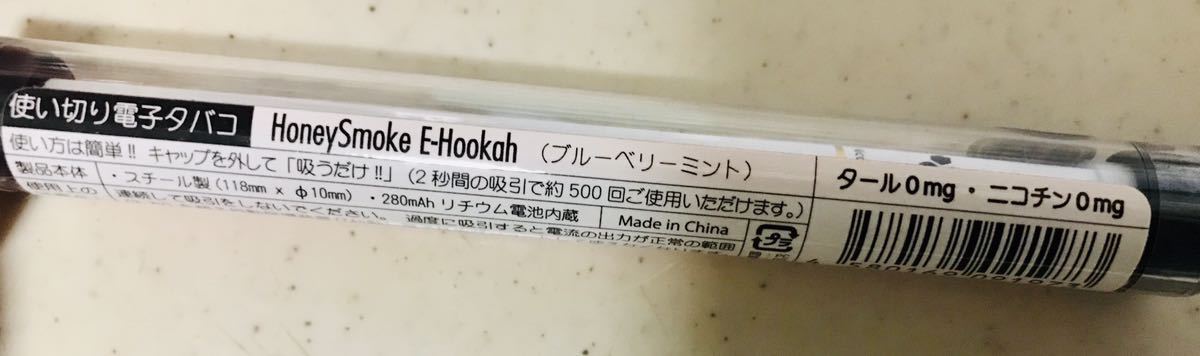 使い切り電子タバコ HoneySmoke E-Hookah (ブルーベリーミント)
使い方は簡単!! キャップを外して「吸うだけ!!」(2秒間の吸引で約500回ご使用いただけます。)
製品本体 ・スチール製 (118mm x φ10mm) ・280mAh リチウム電池内蔵 Made in China
使用上の 連続して吸引をしないでください。過度に吸引すると電流の出力が正常の範囲
プラ
タール0mg・ニコチン0mg